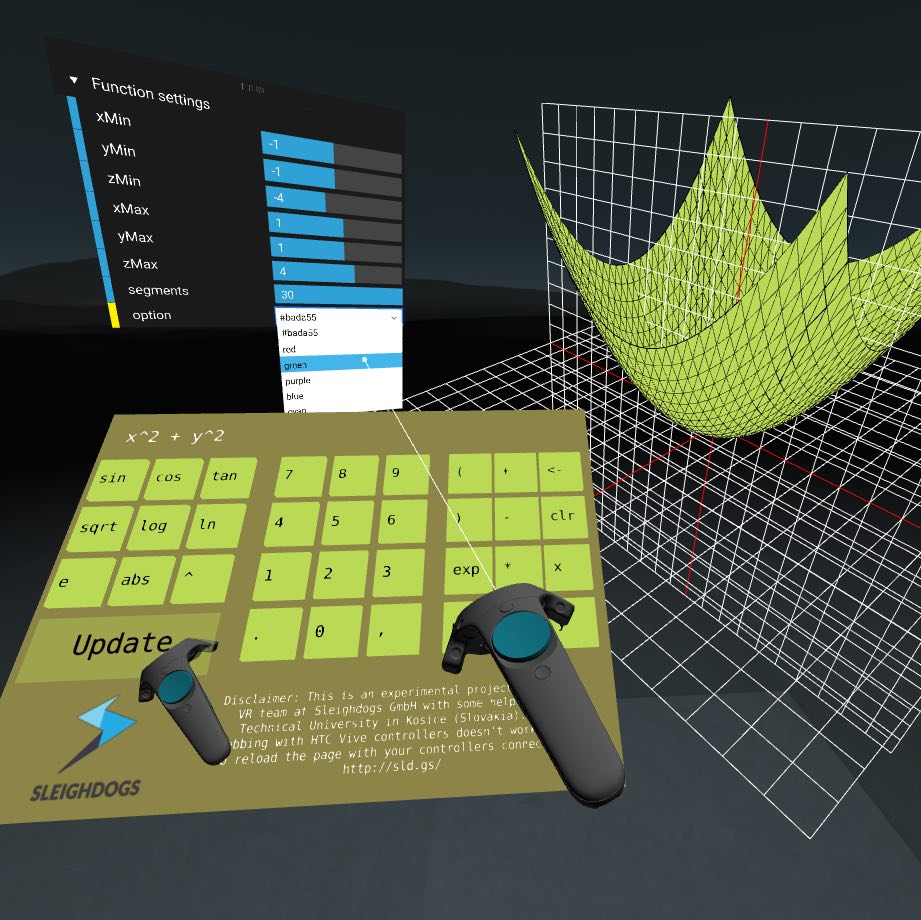 Function settings
xMin
-1
yMin
-1
zMin
-4
xMax
1
yMax
1
zMax
4
segments
30
option
#bada55
#bada55
red
green
purple
blue
x^2 + y^2
sin cos tan 7 8 9 ( + <-
sqrt log ln 4 5 6 ) - clr
e abs ^ 1 2 3 exp * x
Update . 0 ,
Disclaimer: This is an experimental project
VR team at Sleighdogs GmbH with some help
Technical University in Kosice (Slovakia).
with HTC Vive controllers doesn't work
reload the page with your controllers
http://sld.gs/
SLEIGHDOGS